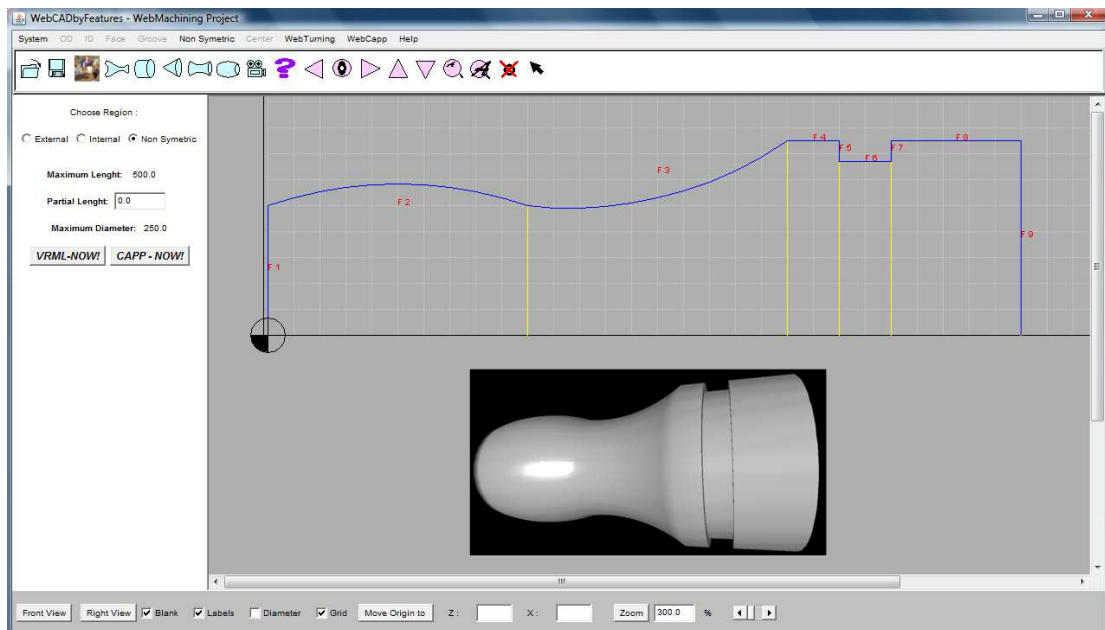 WebCADbyFeatures - WebMachining Project
System OD ID Face Groove Non Symetric Center WebTurning WebCapp Help
Choose Region :
External Internal Non Symetric
Maximum Lenght: 500.0
Partial Lenght: 0.0
Maximum Diameter: 250.0
VRML-NOW! CAPP - NOW!
F 1
F 2
F 3
F 4
F 5
F 6
F 7
F 8
F 9
Front View Right View Blank Labels Diameter Grid Move Origin to Z : X : Zoom 300.0 %